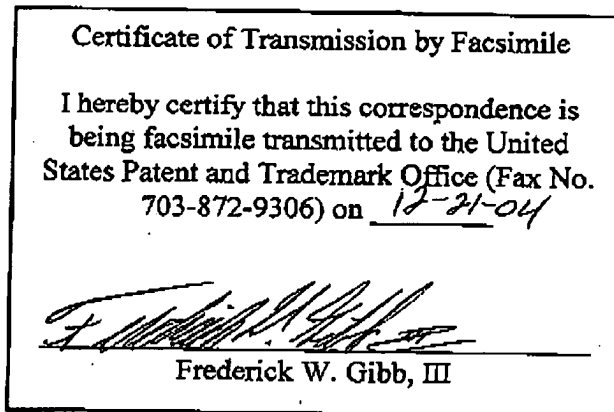 Certificate of Transmission by Facsimile
I hereby certify that this correspondence is
being facsimile transmitted to the United
States Patent and Trademark Office (Fax No.
703-872-9306) on 12-21-04
Frederick W. Gibb, III